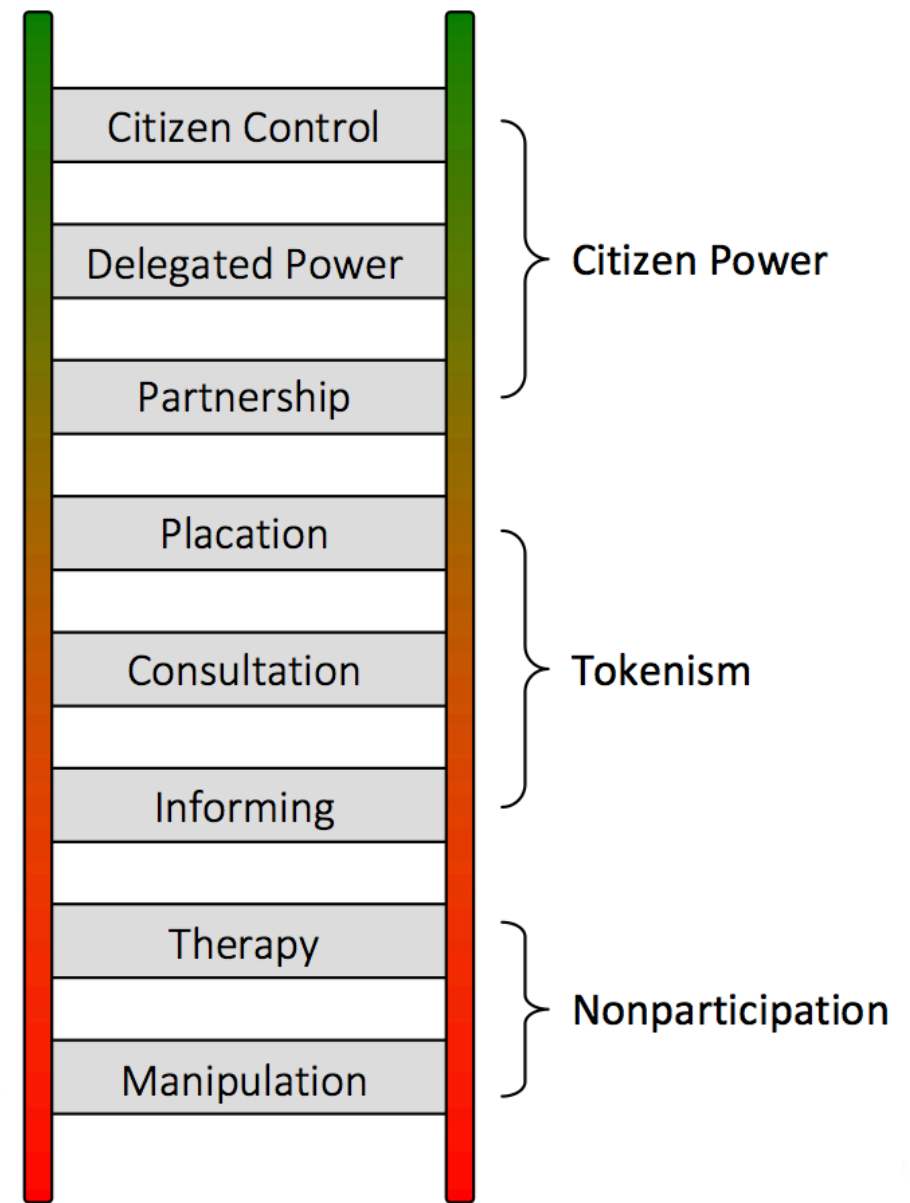 Citizen Control
Delegated Power
Partnership
Citizen Power
Placation
Consultation
Informing
Tokenism
Therapy
Manipulation
Nonparticipation